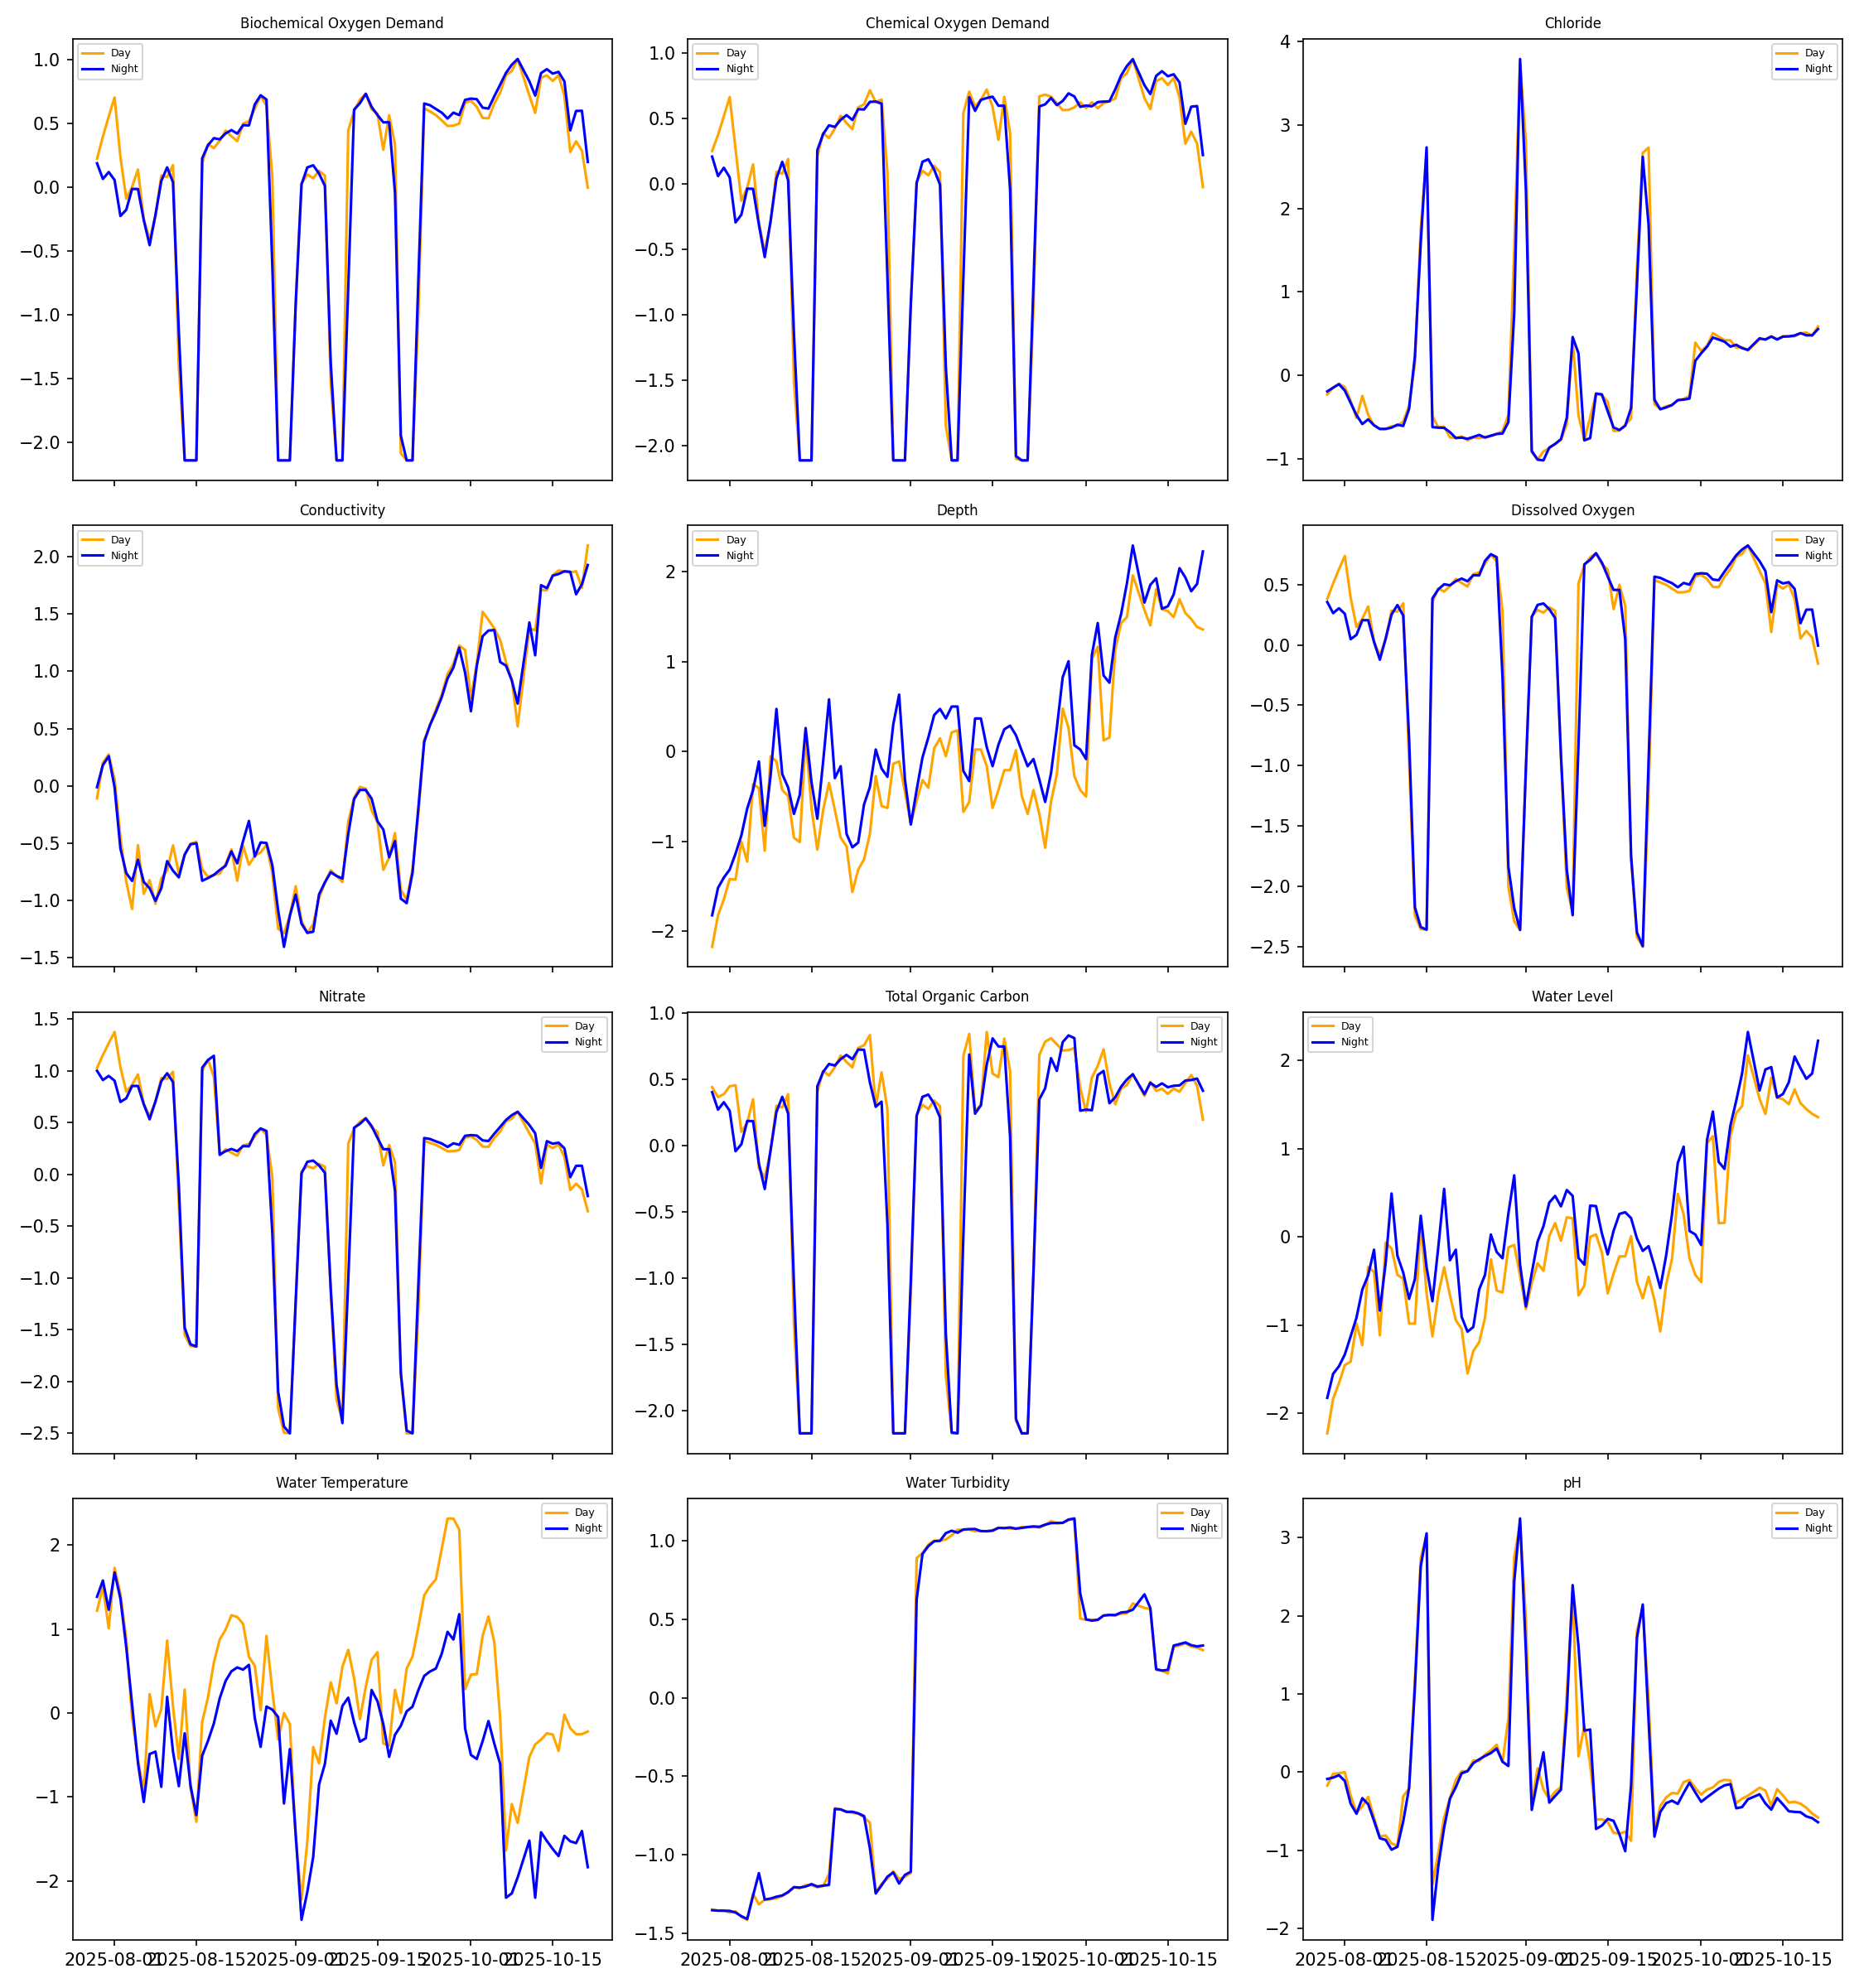 Biochemical Oxygen Demand
Day
Night
1.0
0.5
0.0
−0.5
−1.0
−1.5
−2.0
Chemical Oxygen Demand
Day
Night
1.0
0.5
0.0
−0.5
−1.0
−1.5
−2.0
Chloride
Day
Night
4
3
2
1
0
−1
Conductivity
Day
Night
2.0
1.5
1.0
0.5
0.0
−0.5
−1.0
−1.5
Depth
Day
Night
2
1
0
−1
−2
Dissolved Oxygen
Day
Night
0.5
0.0
−0.5
−1.0
−1.5
−2.0
−2.5
Nitrate
Day
Night
1.5
1.0
0.5
0.0
−0.5
−1.0
−1.5
−2.0
−2.5
Total Organic Carbon
Day
Night
1.0
0.5
0.0
−0.5
−1.0
−1.5
−2.0
Water Level
Day
Night
2
1
0
−1
−2
Water Temperature
Day
Night
2
1
0
−1
−2
2025-08-01 2025-08-15 2025-09-01 2025-09-15 2025-10-01 2025-10-15
Water Turbidity
Day
Night
1.0
0.5
0.0
−0.5
−1.0
−1.5
2025-08-01 2025-08-15 2025-09-01 2025-09-15 2025-10-01 2025-10-15
pH
Day
Night
3
2
1
0
−1
−2
2025-08-01 2025-08-15 2025-09-01 2025-09-15 2025-10-01 2025-10-15